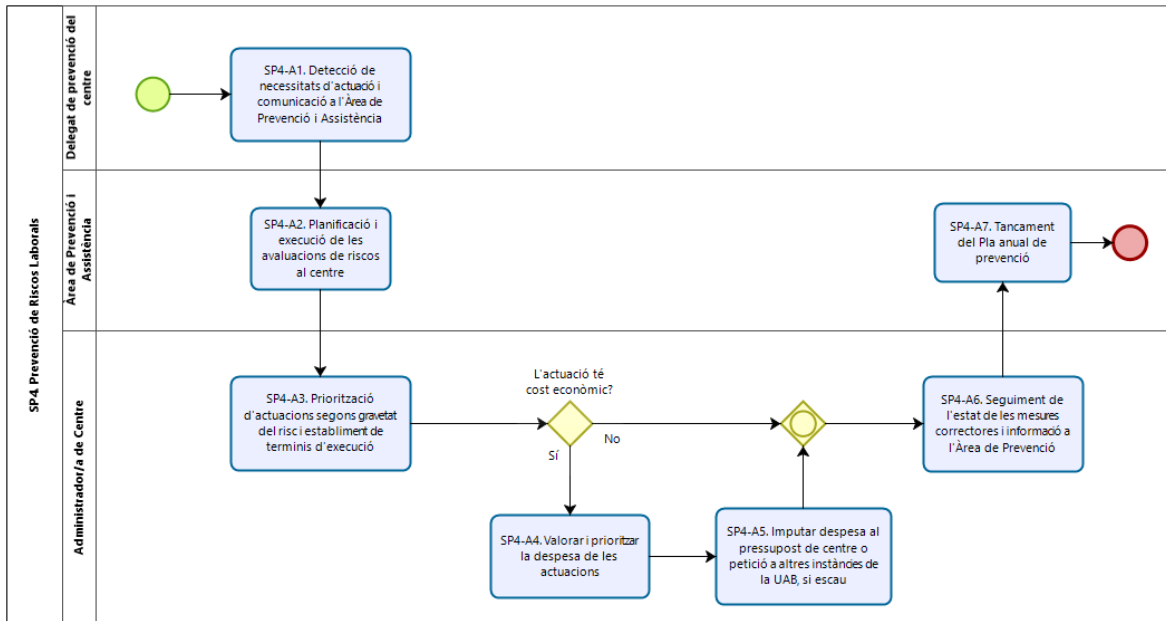 SP4. Prevenció de Riscos Laborals
Delegat de prevenció del
centre
SP4-A1. Detecció de
necessitats d'actuació i
comunicació a l'Àrea de
Prevenció i Assistència
Àrea de Prevenció i
Assistència
SP4-A2. Planificació i
execució de les
avaluacions de riscos
al centre
SP4-A7. Tancament
del Pla anual de
prevenció
Administrador/a de Centre
SP4-A3. Priorització
d'actuacions segons gravetat
del risc i establiment de
terminis d'execució
L'actuació té
cost econòmic?
No
Sí
SP4-A4. Valorar i prioritzar
la despesa de les
actuacions
SP4-A5. Imputar despesa al
pressupost de centre o
petició a altres instàncies de
la UAB, si escau
SP4-A6. Seguiment de
l'estat de les mesures
correctores i informació a
l'Àrea de Prevenció